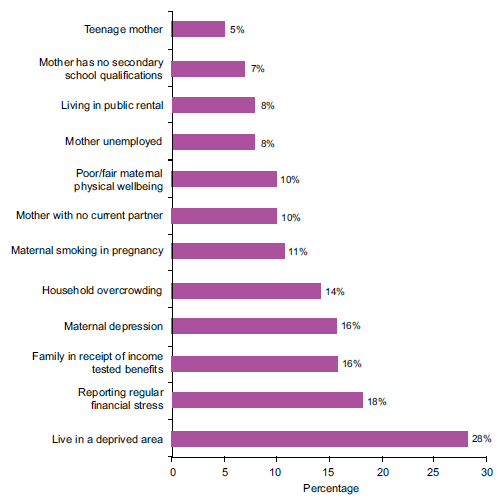 Teenage mother
5%
Mother has no secondary
school qualifications
7%
Living in public rental
8%
Mother unemployed
8%
Poor/fair maternal
physical wellbeing
10%
Mother with no current partner
10%
Maternal smoking in pregnancy
11%
Household overcrowding
14%
Maternal depression
16%
Family in receipt of income
tested benefits
16%
Reporting regular
financial stress
18%
Live in a deprived area
28%
0 5 10 15 20 25 30
Percentage